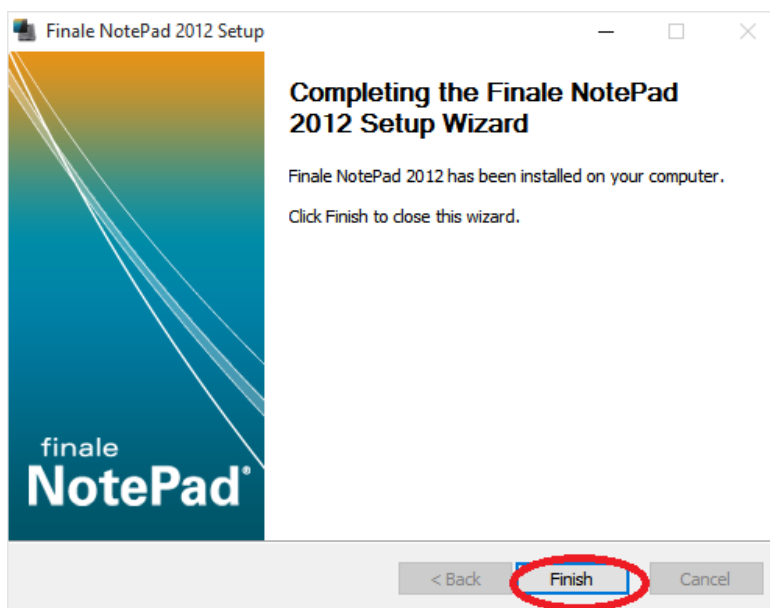 Finale NotePad 2012 Setup
Completing the Finale NotePad
2012 Setup Wizard
Finale NotePad 2012 has been installed on your computer.
Click Finish to close this wizard.
finale
NotePad®
< Back
Finish
Cancel